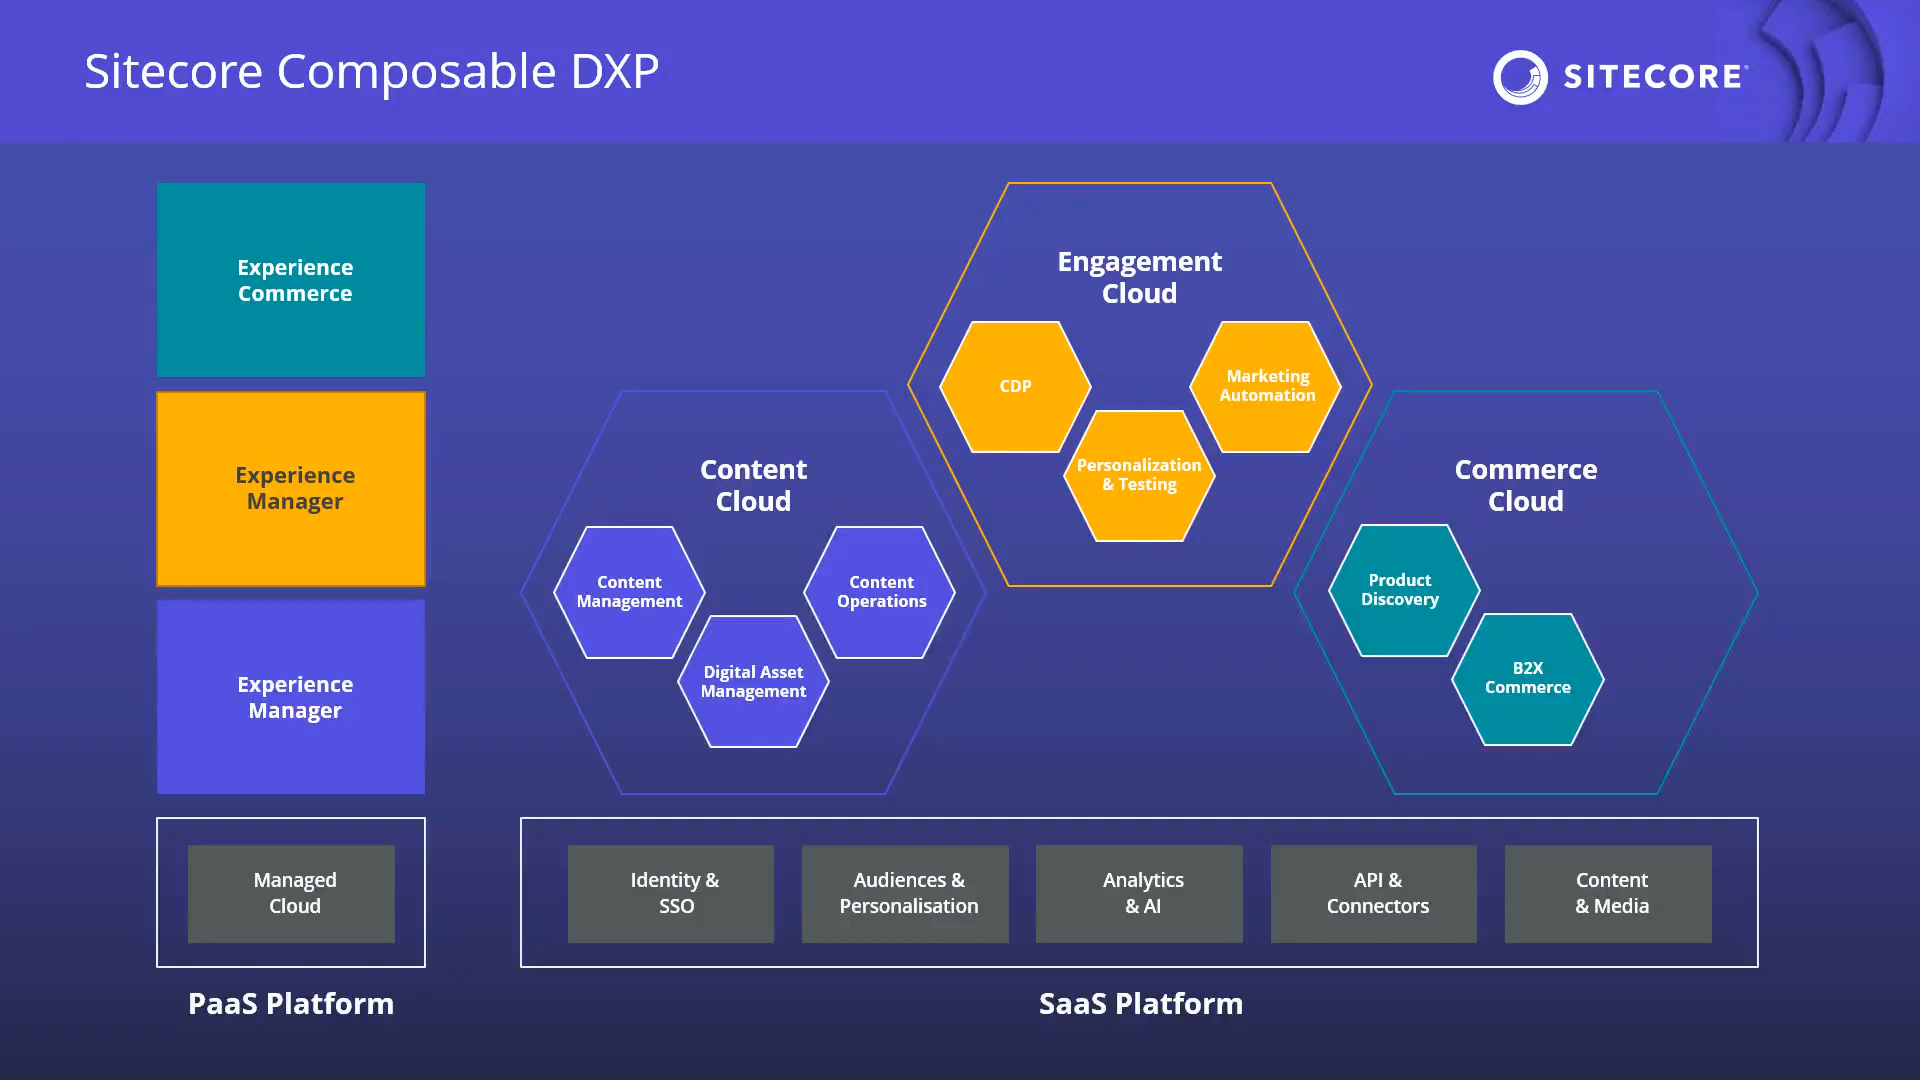 Sitecore Composable DXP
SITECORE
Experience
Commerce
Experience
Manager
Experience
Manager
Engagement
Cloud
CDP
Marketing
Automation
Personalization
& Testing
Content
Cloud
Content
Management
Content
Operations
Digital Asset
Management
Commerce
Cloud
Product
Discovery
B2X
Commerce
Managed
Cloud
Identity &
SSO
Audiences &
Personalisation
Analytics
& AI
API &
Connectors
Content
& Media
PaaS Platform
SaaS Platform